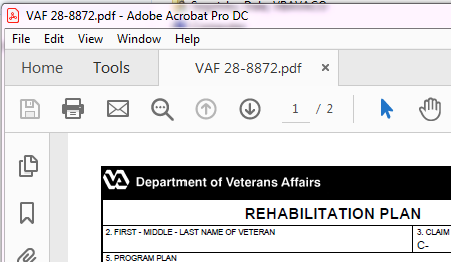 VAF 28-8872.pdf - Adobe Acrobat Pro DC
File Edit View Window Help
Home Tools VAF 28-8872.pdf ×
1 / 2
VA Department of Veterans Affairs
REHABILITATION PLAN
2. FIRST - MIDDLE - LAST NAME OF VETERAN 3. CLAIM
C-
5. PROGRAM PLAN